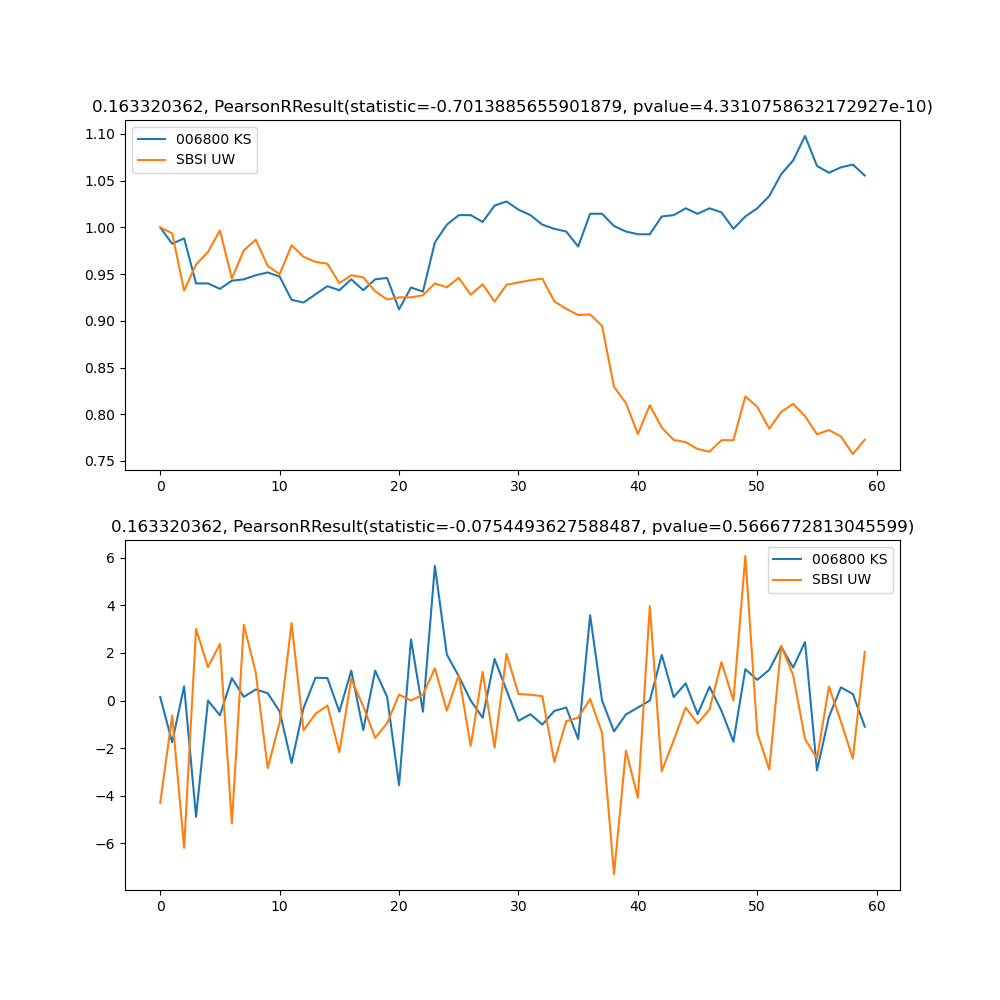 0.163320362, PearsonRResult(statistic=-0.7013885655901879, pvalue=4.3310758632172927e-10)
1.10
1.05
1.00
0.95
0.90
0.85
0.80
0.75
006800 KS
SBSI UW
0 10 20 30 40 50 60
0.163320362, PearsonRResult(statistic=-0.0754493627588487, pvalue=0.5666772813045599)
6
4
2
0
−2
−4
−6
006800 KS
SBSI UW
0 10 20 30 40 50 60